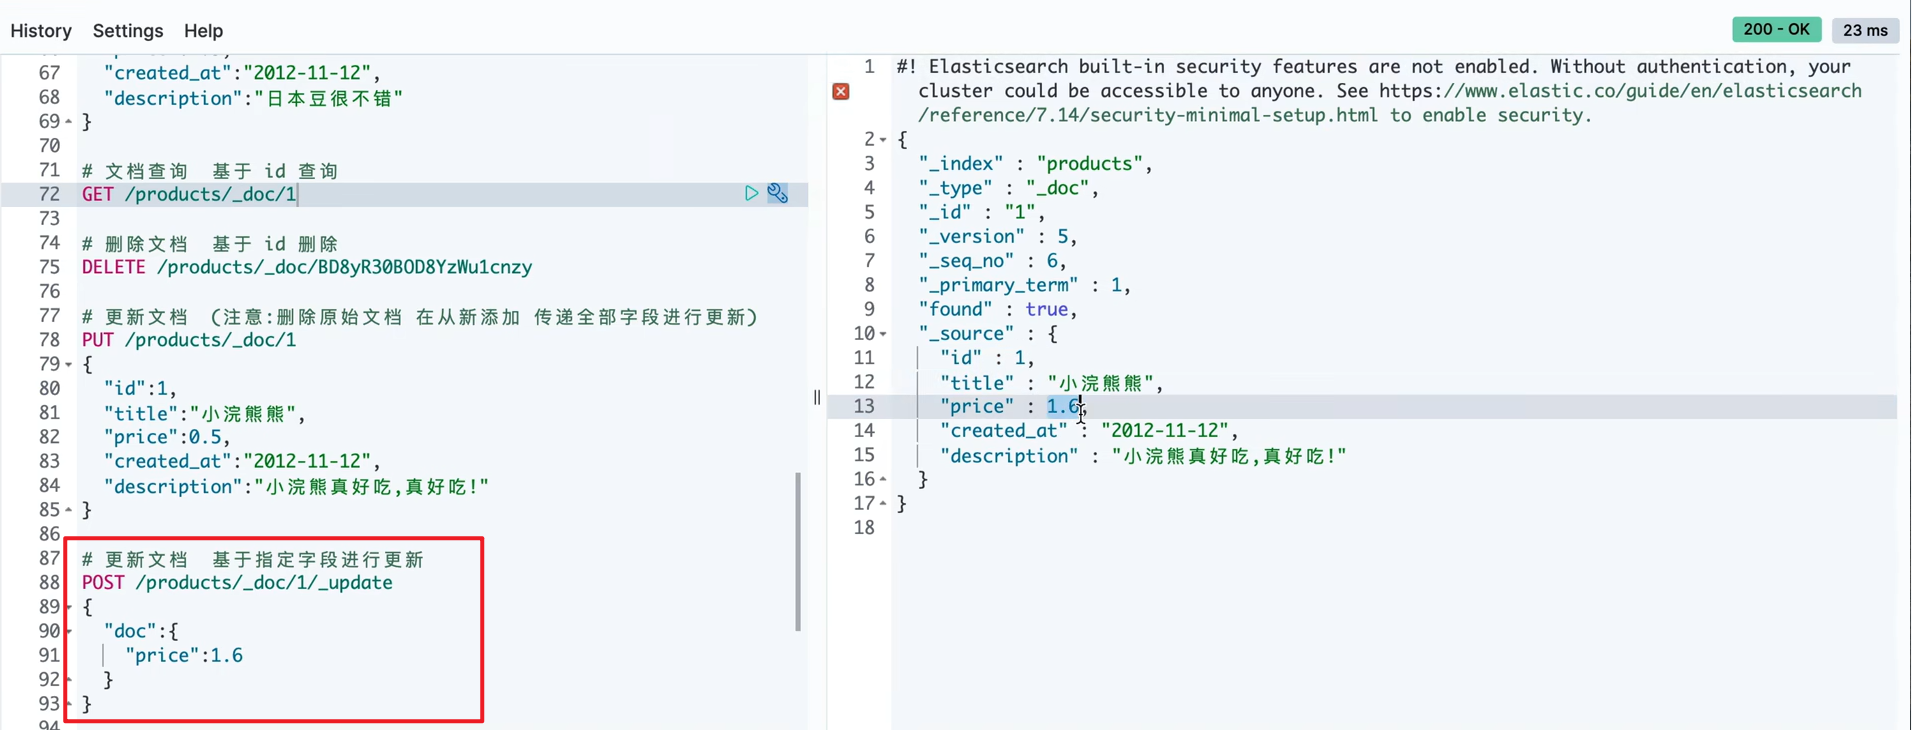 History Settings Help
200 - OK 23 ms
67 "created_at":"2012-11-12",
68 "description":"日本豆很不错"
69 }
70
71 # 文档查询 基于 id 查询
72 GET /products/_doc/1
73
74 # 删除文档 基于 id 删除
75 DELETE /products/_doc/BD8yR30BOD8YzWu1cnzy
76
77 # 更新文档 (注意:删除原始文档 在从新添加 传递全部字段进行更新)
78 PUT /products/_doc/1
79 {
80 "id":1,
81 "title":"小浣熊熊",
82 "price":0.5,
83 "created_at":"2012-11-12",
84 "description":"小浣熊真好吃,真好吃!"
85 }
86
87 # 更新文档 基于指定字段进行更新
88 POST /products/_doc/1/_update
89 {
90 "doc":{
91 "price":1.6
92 }
93 }
94
1 #! Elasticsearch built-in security features are not enabled. Without authentication, your
cluster could be accessible to anyone. See https://www.elastic.co/guide/en/elasticsearch
/reference/7.14/security-minimal-setup.html to enable security.
2 {
3 "_index" : "products",
4 "_type" : "_doc",
5 "_id" : "1",
6 "_version" : 5,
7 "_seq_no" : 6,
8 "_primary_term" : 1,
9 "found" : true,
10 "_source" : {
11 "id" : 1,
12 "title" : "小浣熊熊",
13 "price" : 1.6,
14 "created_at" : "2012-11-12",
15 "description" : "小浣熊真好吃,真好吃!"
16 }
17 }
18